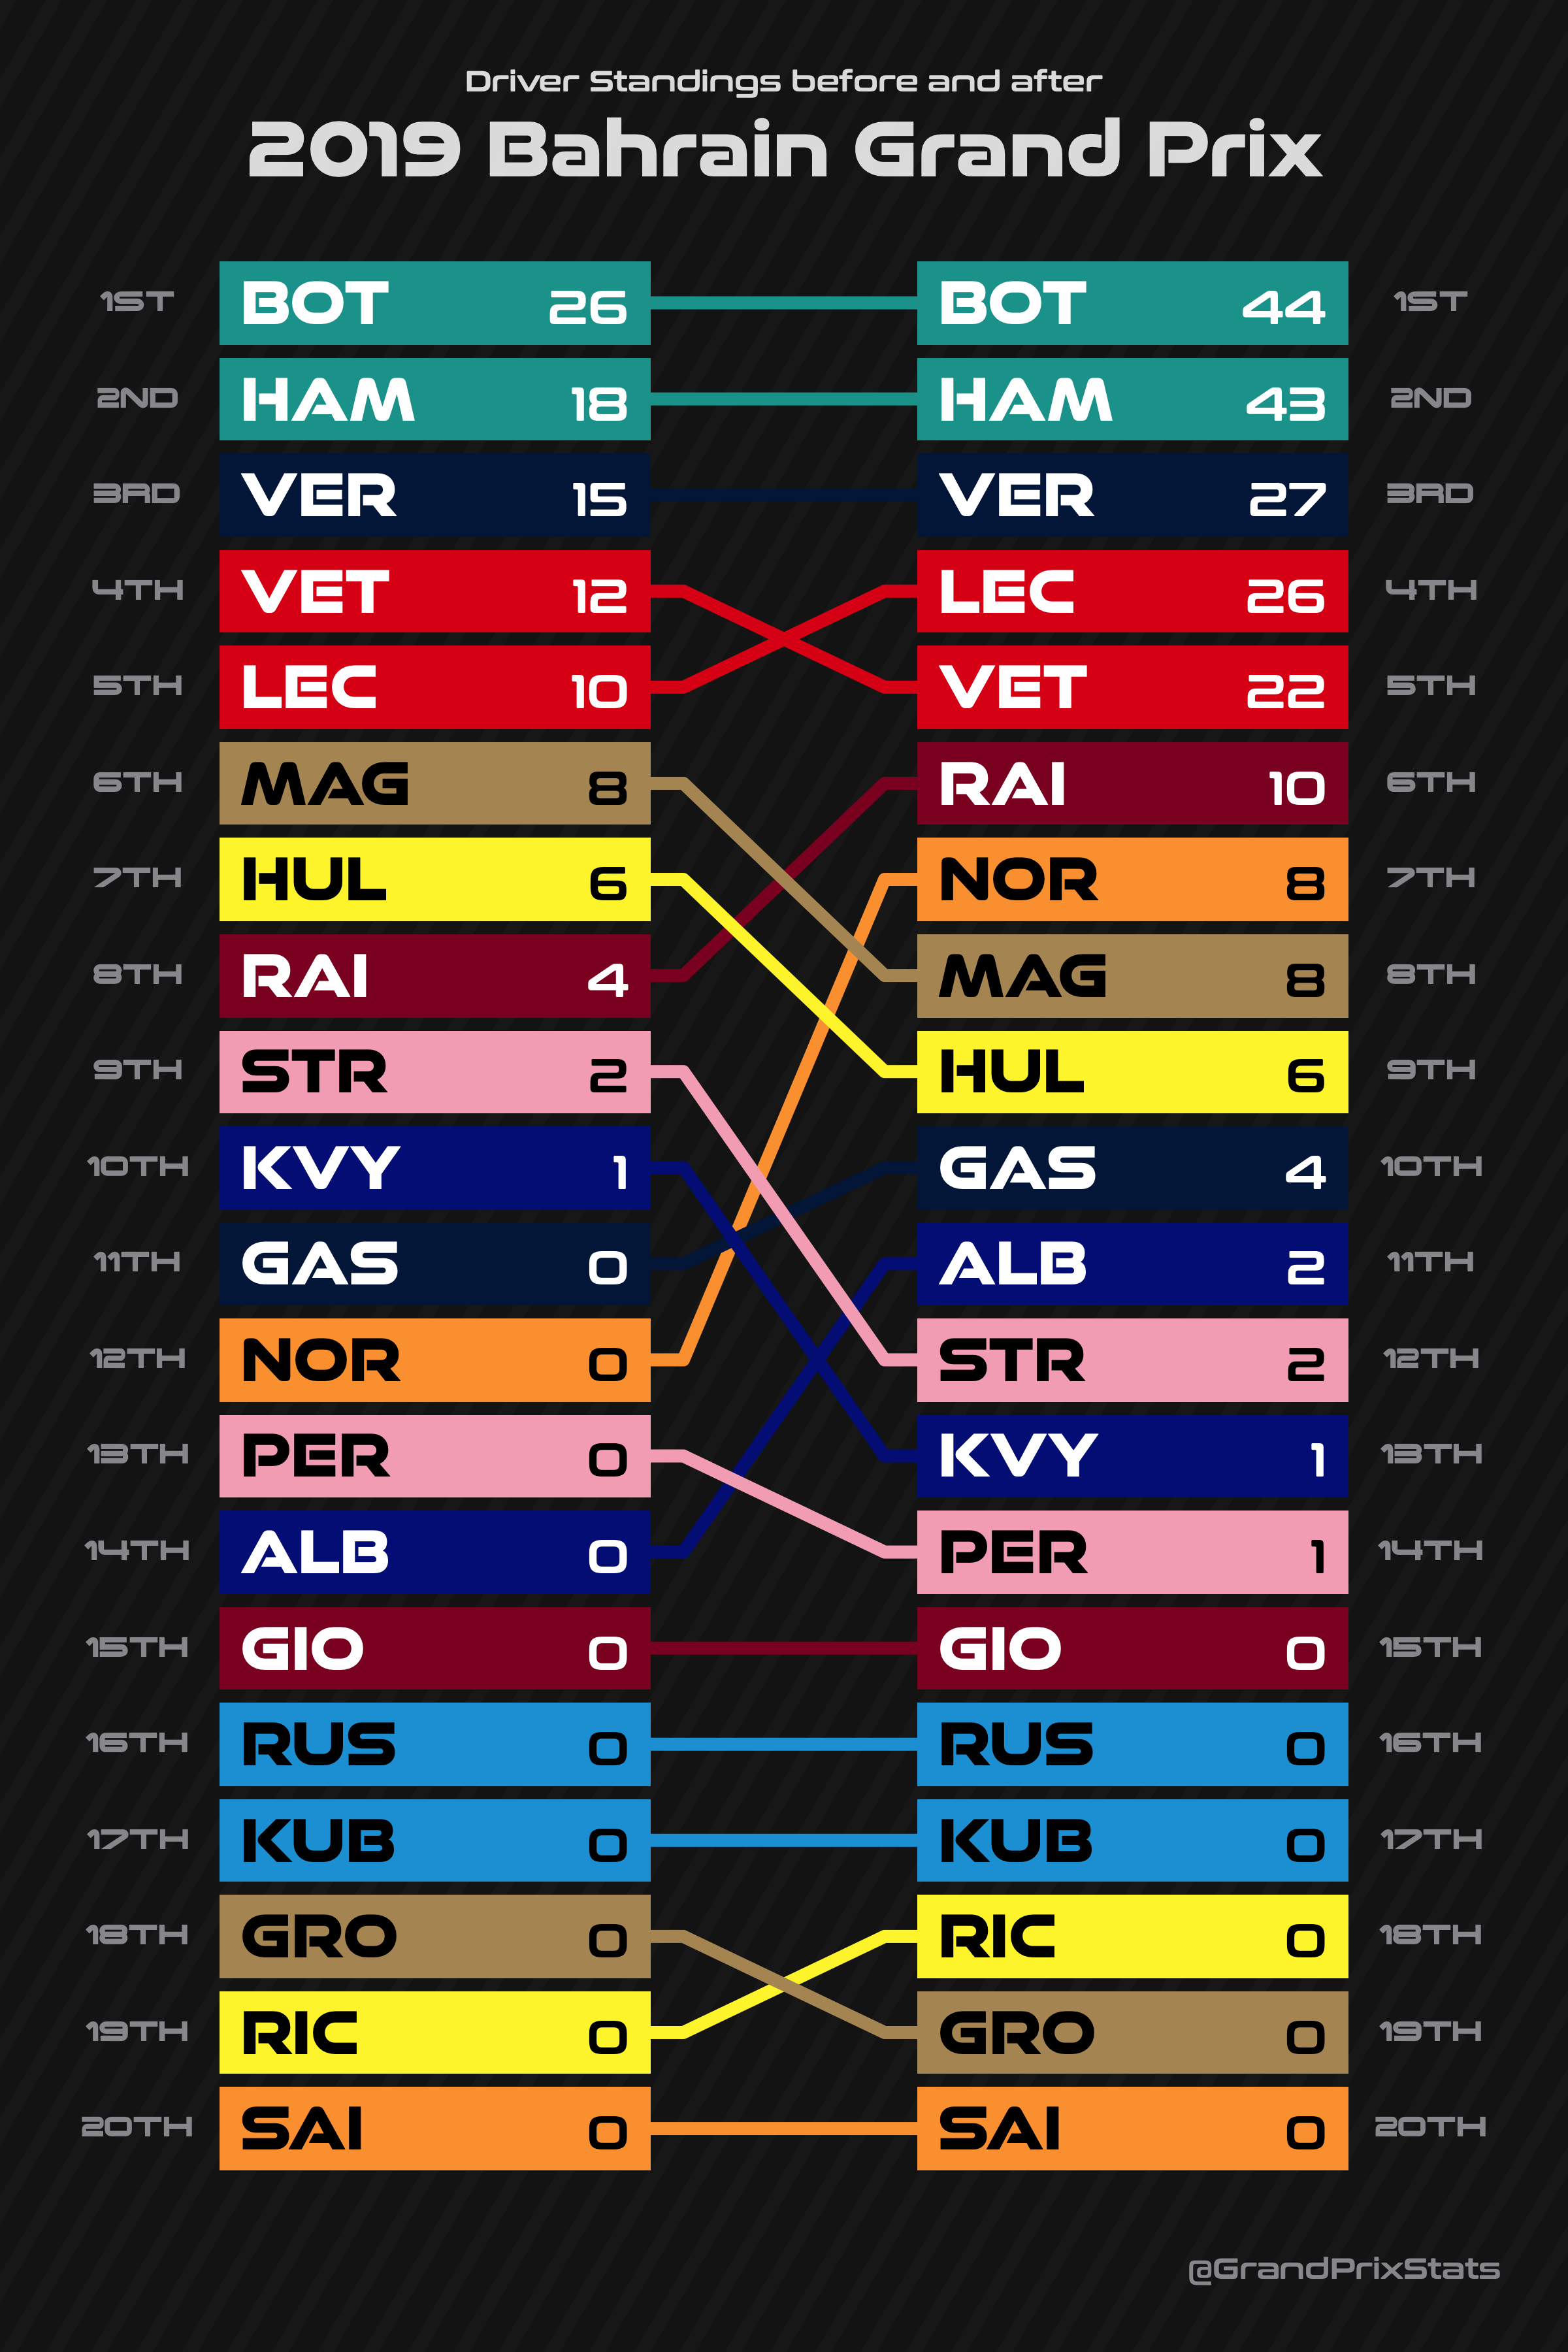 Driver Standings before and after
2019 Bahrain Grand Prix
1ST BOT 26 BOT 44 1ST
2ND HAM 18 HAM 43 2ND
3RD VER 15 VER 27 3RD
4TH VET 12 LEC 26 4TH
5TH LEC 10 VET 22 5TH
6TH MAG 8 RAI 10 6TH
7TH HUL 6 NOR 8 7TH
8TH RAI 4 MAG 8 8TH
9TH STR 2 HUL 6 9TH
10TH KVY 1 GAS 4 10TH
11TH GAS 0 ALB 2 11TH
12TH NOR 0 STR 2 12TH
13TH PER 0 KVY 1 13TH
14TH ALB 0 PER 1 14TH
15TH GIO 0 GIO 0 15TH
16TH RUS 0 RUS 0 16TH
17TH KUB 0 KUB 0 17TH
18TH GRO 0 RIC 0 18TH
19TH RIC 0 GRO 0 19TH
20TH SAI 0 SAI 0 20TH
@GrandPrixStats